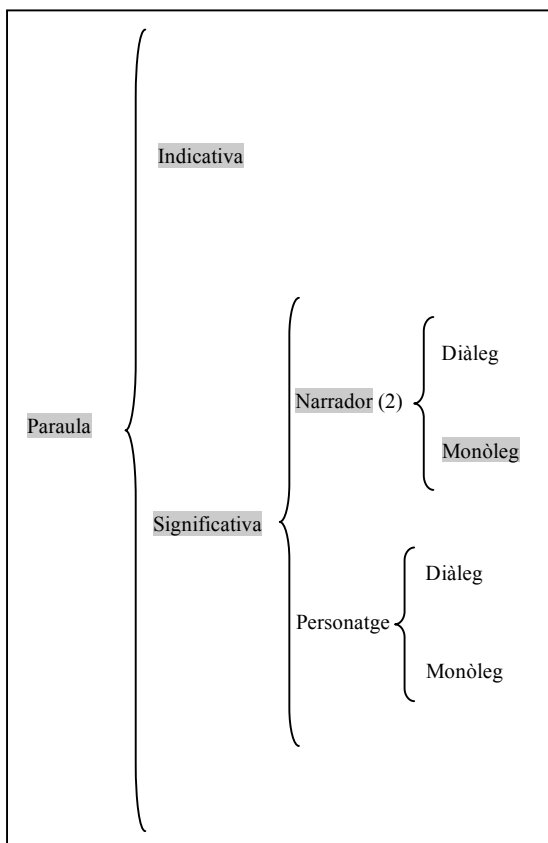 Indicativa
Diàleg
Narrador (2)
Paraula
Monòleg
Significativa
Diàleg
Personatge
Monòleg